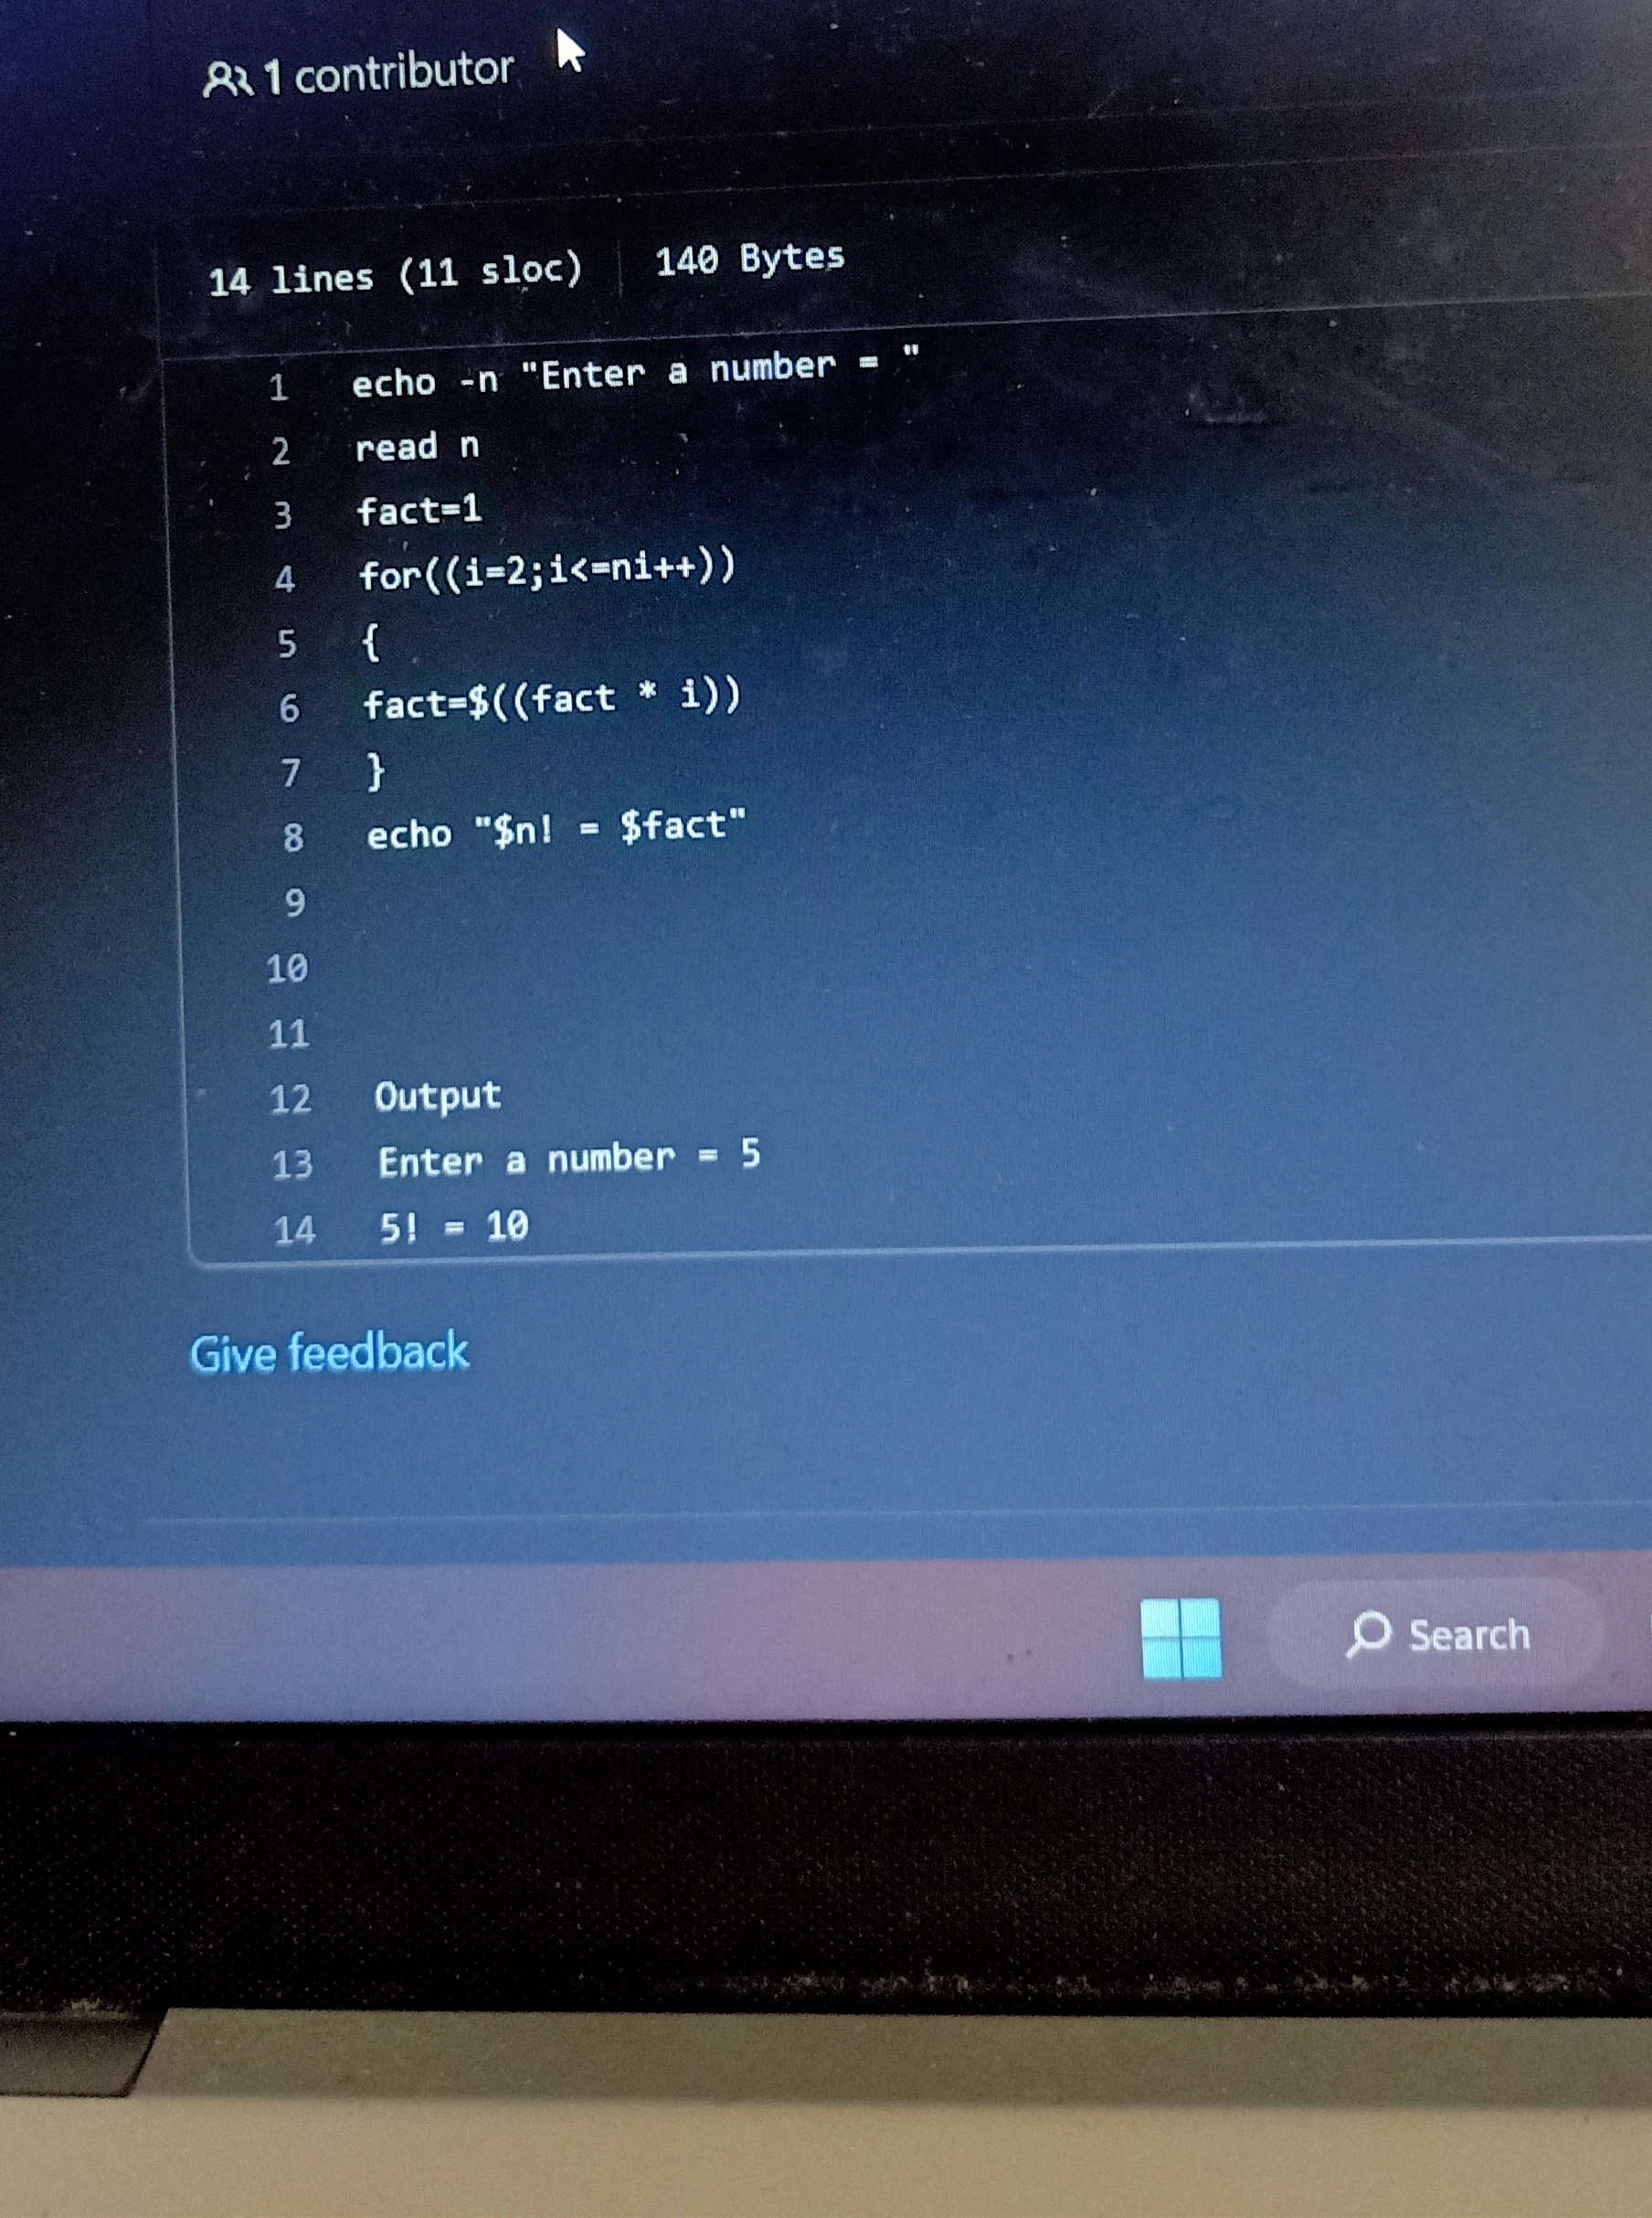 1 contributor
14 lines (11 sloc) 140 Bytes
1 echo -n "Enter a number = "
2 read n
3 fact=1
4 for((i=2;i<=ni++))
5 {
6 fact=$((fact * i))
7 }
8 echo "$n! = $fact"
9
10
11
12 Output
13 Enter a number = 5
14 5! = 10
Give feedback
Search